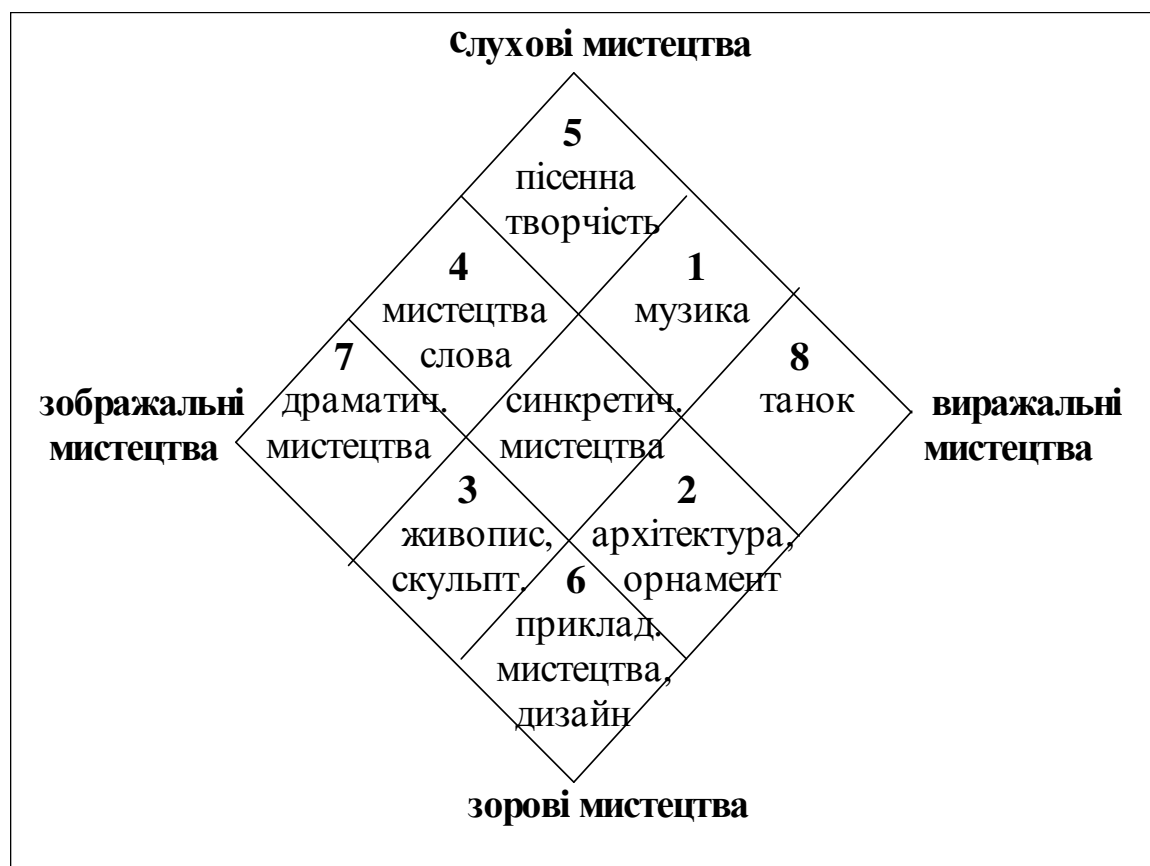 слухові мистецтва
5
пісенна
творчість
4
мистецтва
слова
1
музика
7
драматич.
мистецтва
синкретич.
мистецтва
8
танок
зображальні
мистецтва
виражальні
мистецтва
3
живопис,
скульпт.
2
архітектура,
орнамент
6
приклад.
мистецтва,
дизайн
зорові мистецтва